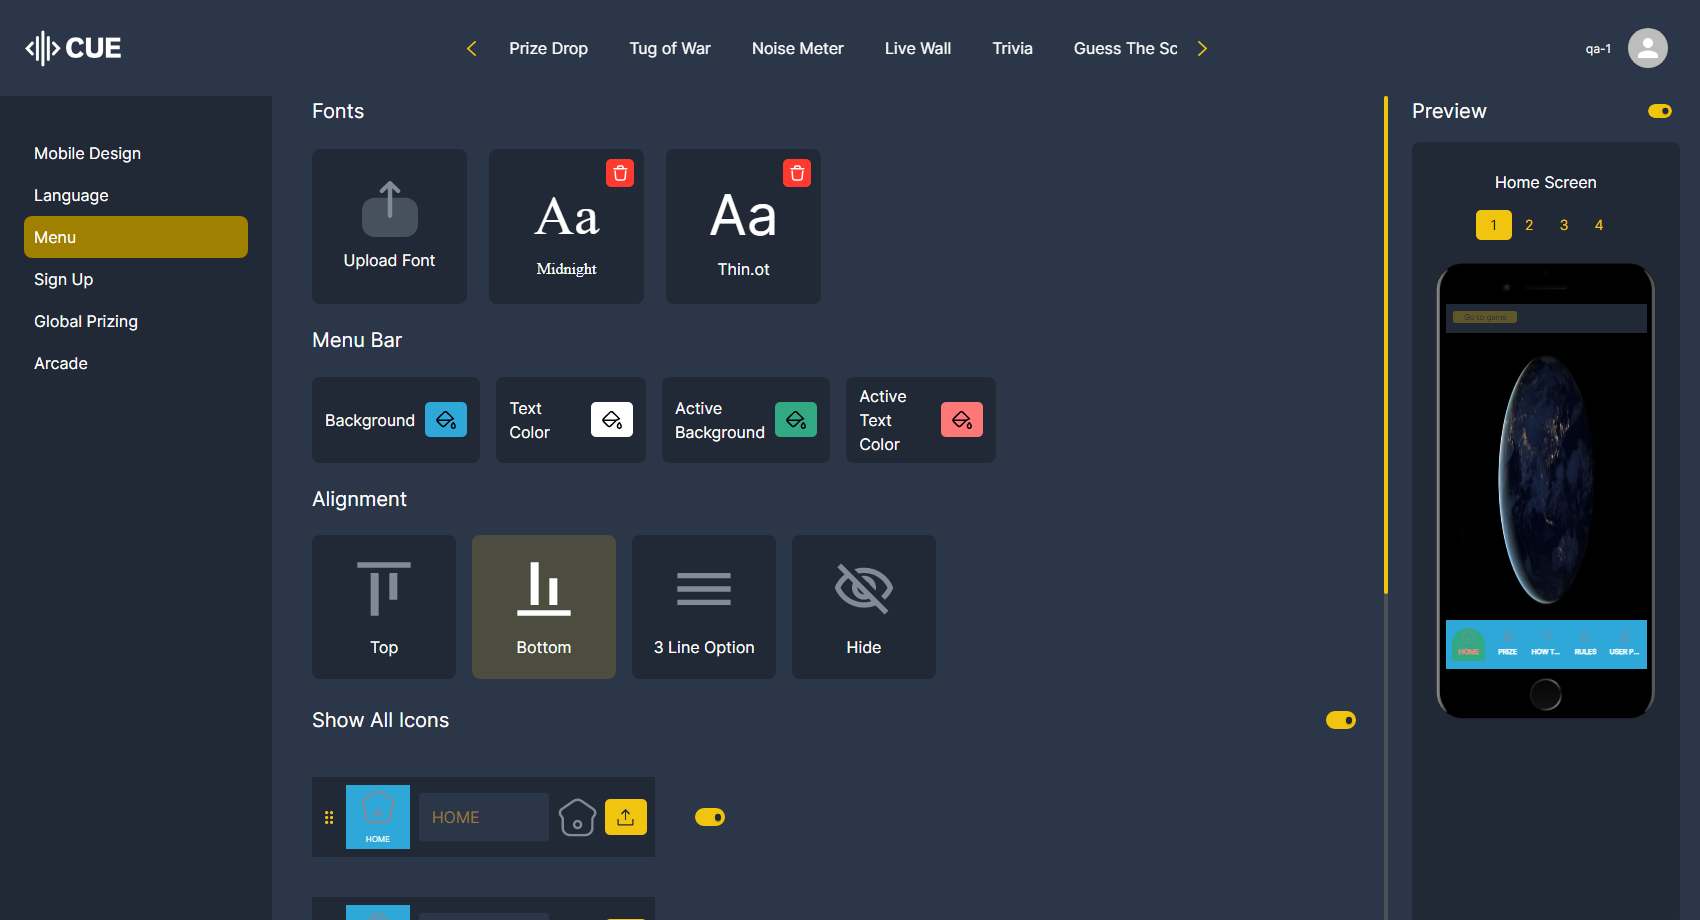 CUE
Prize Drop
Tug of War
Noise Meter
Live Wall
Trivia
Guess The Sc
qa-1
Mobile Design
Language
Menu
Sign Up
Global Prizing
Arcade
Fonts
Upload Font
Aa
Midnight
Aa
Thin.ot
Menu Bar
Background
Text
Color
Active
Background
Active
Text
Color
Alignment
Top
Bottom
3 Line Option
Hide
Show All Icons
HOME
HOME
Preview
Home Screen
1 2 3 4
Go to game
HOME
PRIZE
HOW T...
RULES
USER P...